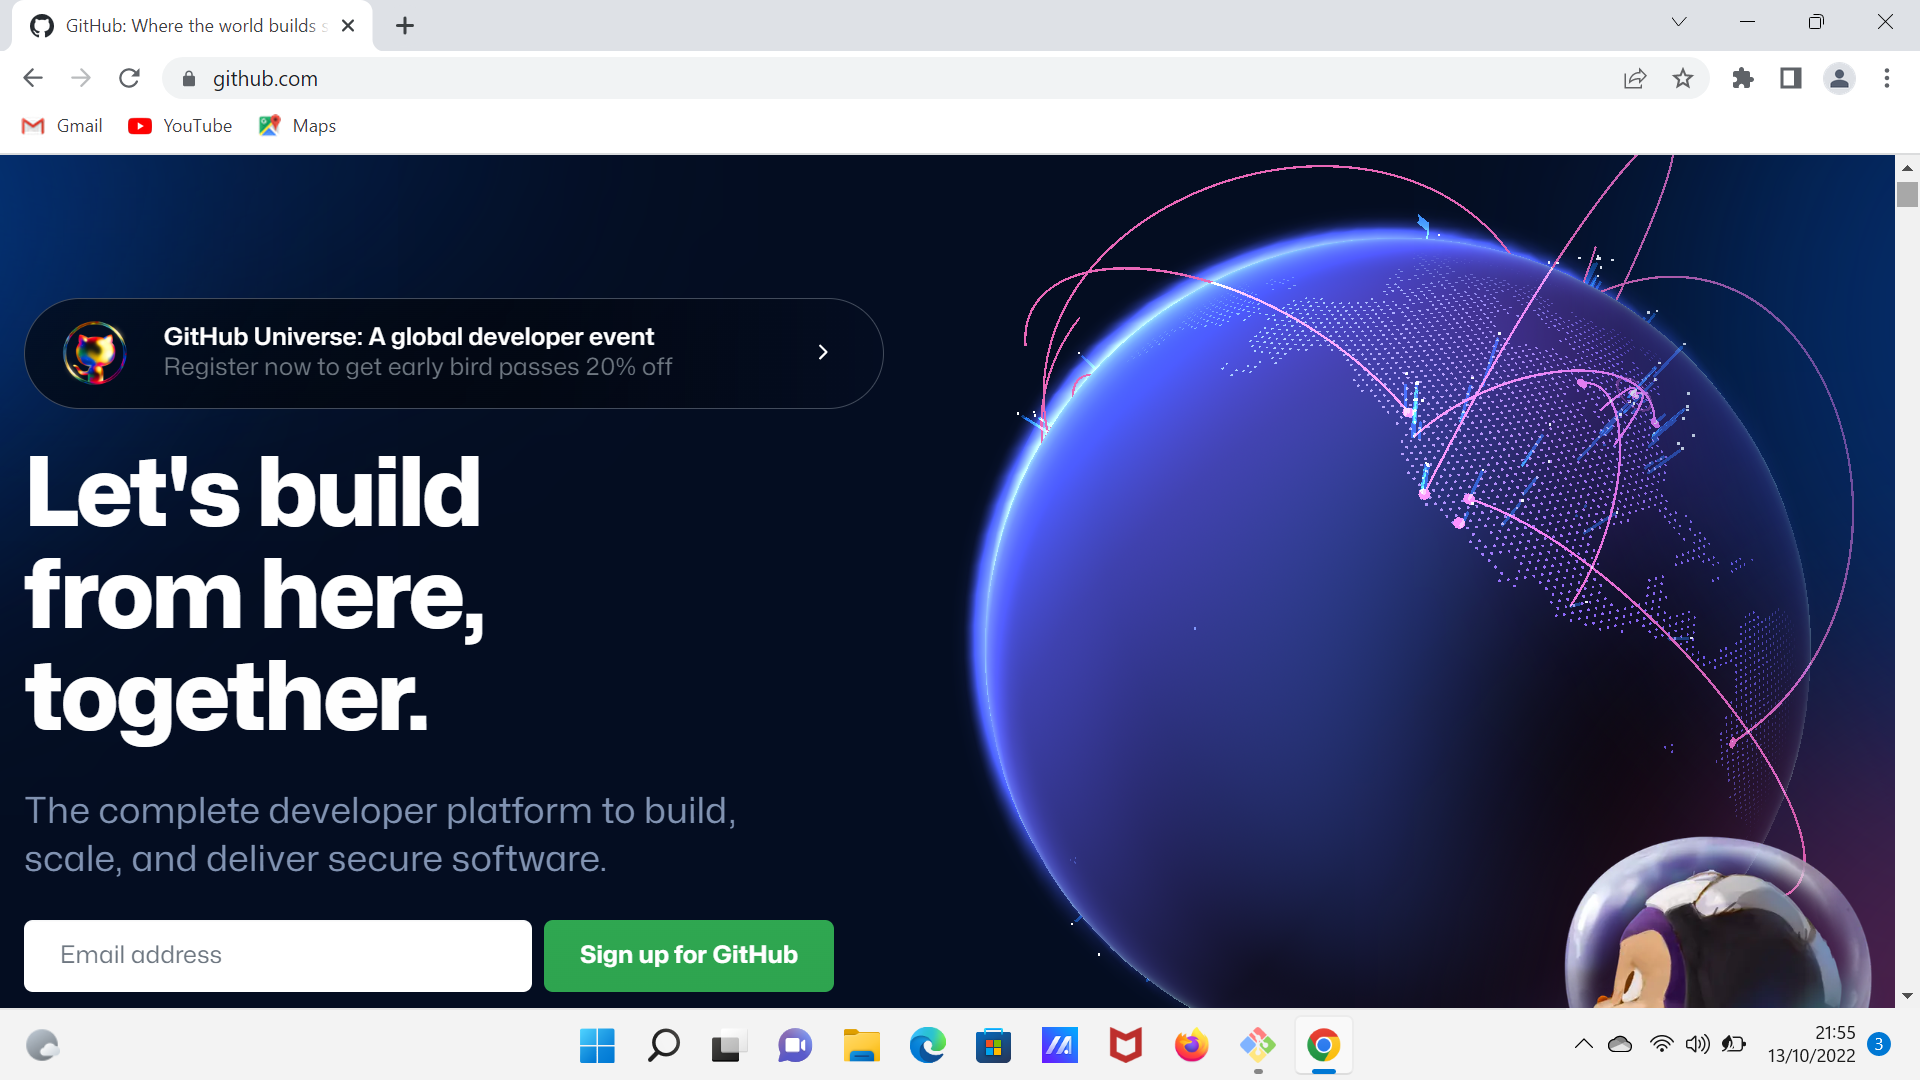 GitHub: Where the world builds s
github.com
Gmail YouTube Maps
GitHub Universe: A global developer event
Register now to get early bird passes 20% off
Let's build
from here,
together.
The complete developer platform to build,
scale, and deliver secure software.
Email address Sign up for GitHub
21:55
13/10/2022
3